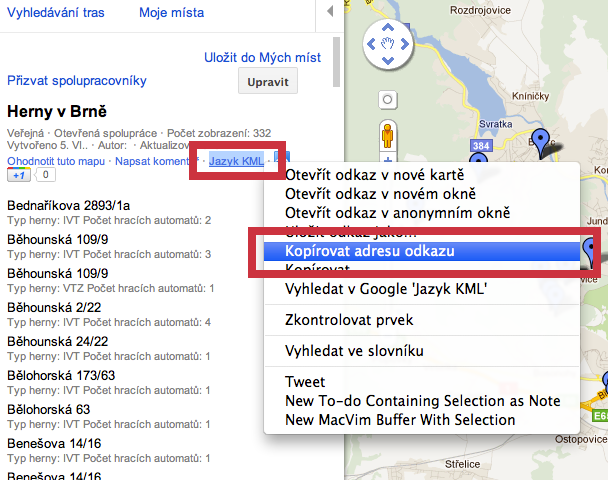 Vyhledávání tras Moje místa
Uložit do Mých míst
Přizvat spolupracovníky Upravit
Herny v Brně
Veřejná · Otevřená spolupráce · Počet zobrazení: 332
Vytvořeno 5. Vl.. · Autor: · Aktualizov
Ohodnotit tuto mapu · Napsat koment · Jazyk KML ·
+1 0
Bednaříkova 2893/1a
Typ herny: IVT Počet hracích automatů: 2
Běhounská 109/9
Typ herny: IVT Počet hracích automatů: 3
Běhounská 109/9
Typ herny: VTZ Počet hracích automatů: 1
Běhounská 2/22
Typ herny: IVT Počet hracích automatů: 4
Běhounská 24/22
Typ herny: IVT Počet hracích automatů: 1
Bělohorská 173/63
Typ herny: IVT Počet hracích automatů: 1
Bělohorská 63
Typ herny: IVT Počet hracích automatů: 1
Benešova 14/16
Typ herny: IVT Počet hracích automatů: 1
Benešova 14/16
Otevřít odkaz v nové kartě
Otevřít odkaz v novém okně
Otevřít odkaz v anonymním okně
Uložit odkaz jako...
Kopírovat adresu odkazu
Kopírovat
Vyhledat v Google 'Jazyk KML'
Zkontrolovat prvek
Vyhledat ve slovníku
Tweet
New To-do Containing Selection as Note
New MacVim Buffer With Selection
Rozdrojovice
Kníničky
Svratka
384
Jund
E6
Ostopovice
Střelice